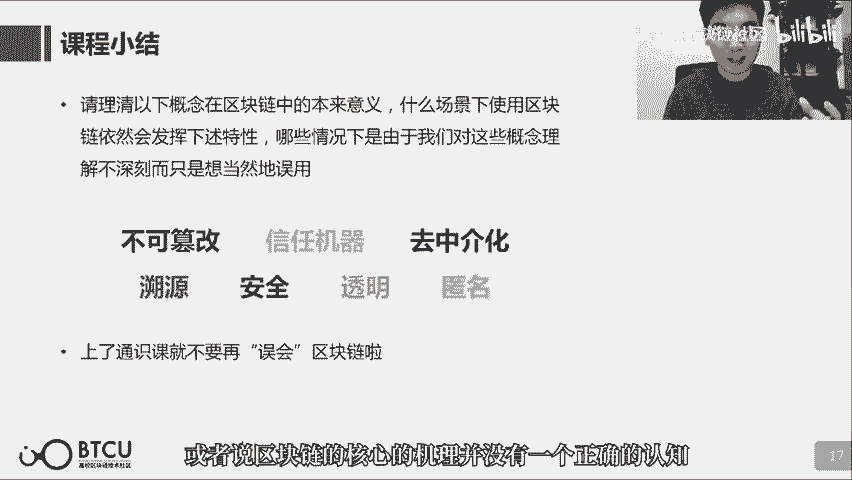 课程小结
bilibili
• 请理清以下概念在区块链中的本来意义，什么场景下使用区块
链依然会发挥下述特性，哪些情况下是由于我们对这些概念理
解不深刻而只是想当然地误用
不可篡改 信任机器 去中介化
溯源 安全 透明 匿名
• 上了通识课就不要再“误会”区块链啦
BTCU
高校区块链技术社区
或者说区块链的核心的机理并没有一个正确的认知
17